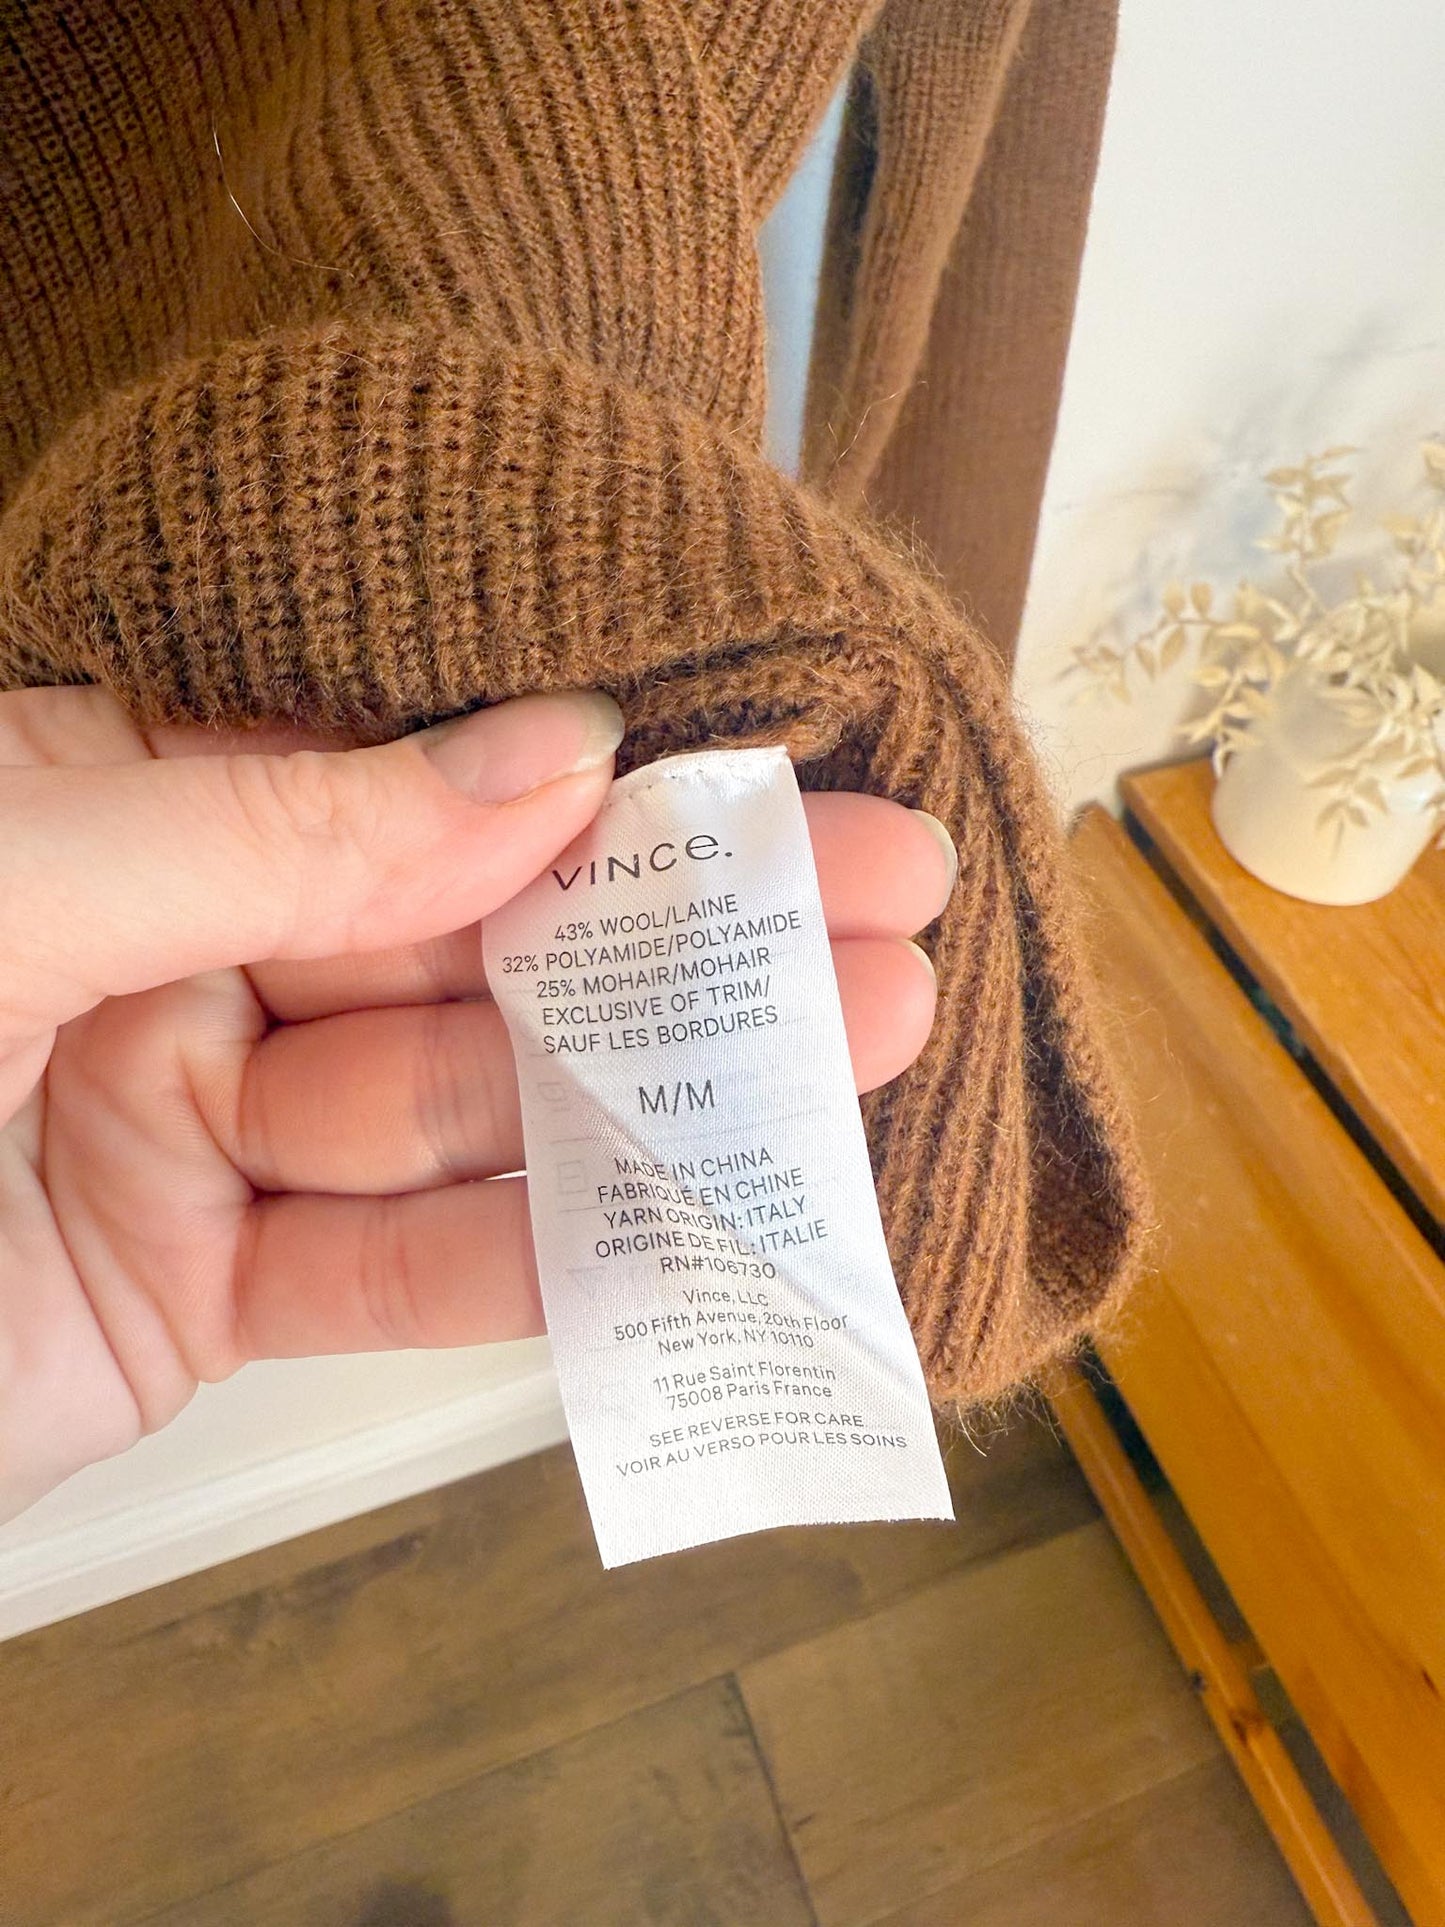 VINCe.
43% WOOL/LAINE
32% POLYAMIDE/POLYAMIDE
25% MOHAIR/MOHAIR
EXCLUSIVE OF TRIM/
SAUF LES BORDURES
M/M
MADE IN CHINA
FABRIQUÉ EN CHINE
YARN ORIGIN: ITALY
ORIGINE DE FIL: ITALIE
RN#106730
Vince, LLC
500 Fifth Avenue, 20th Floor
New York, NY 10110
11 Rue Saint Florentin
75008 Paris France
SEE REVERSE FOR CARE
VOIR AU VERSO POUR LES SOINS